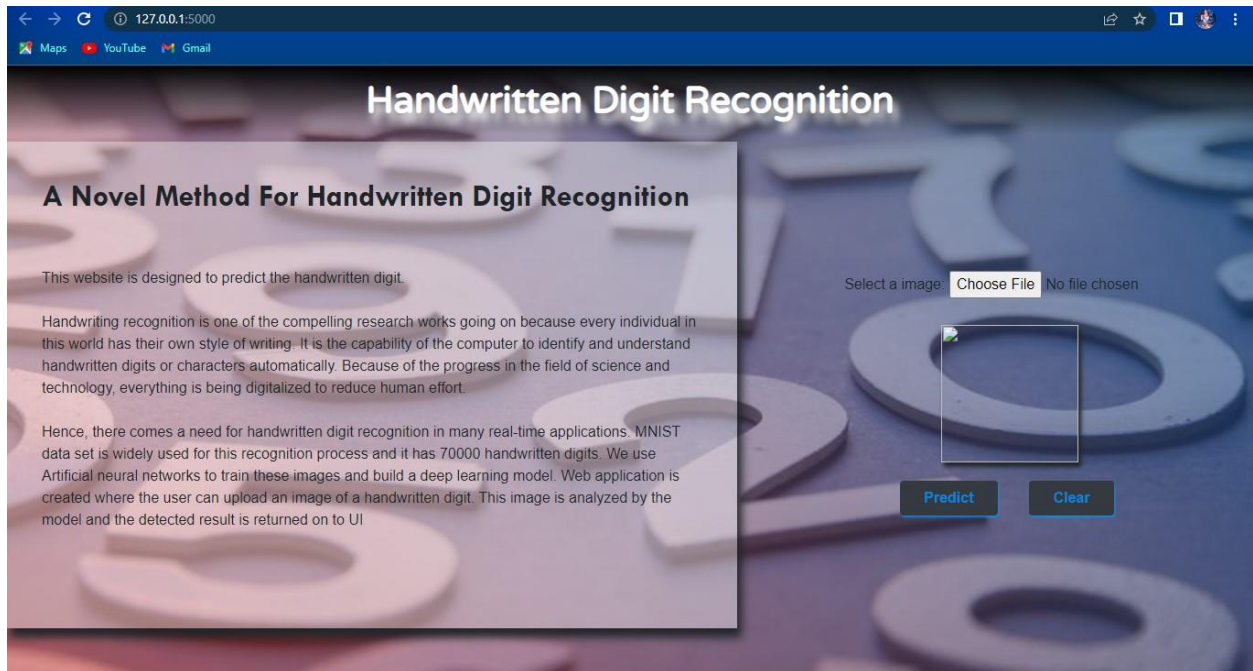 127.0.0.1:5000
Maps YouTube Gmail
Handwritten Digit Recognition
A Novel Method For Handwritten Digit Recognition
This website is designed to predict the handwritten digit.
Handwriting recognition is one of the compelling research works going on because every individual in
this world has their own style of writing. It is the capability of the computer to identify and understand
handwritten digits or characters automatically. Because of the progress in the field of science and
technology, everything is being digitalized to reduce human effort.
Hence, there comes a need for handwritten digit recognition in many real-time applications. MNIST
data set is widely used for this recognition process and it has 70000 handwritten digits. We use
Artificial neural networks to train these images and build a deep learning model. Web application is
created where the user can upload an image of a handwritten digit. This image is analyzed by the
model and the detected result is returned on to UI
Select a image: Choose File No file chosen
Predict Clear